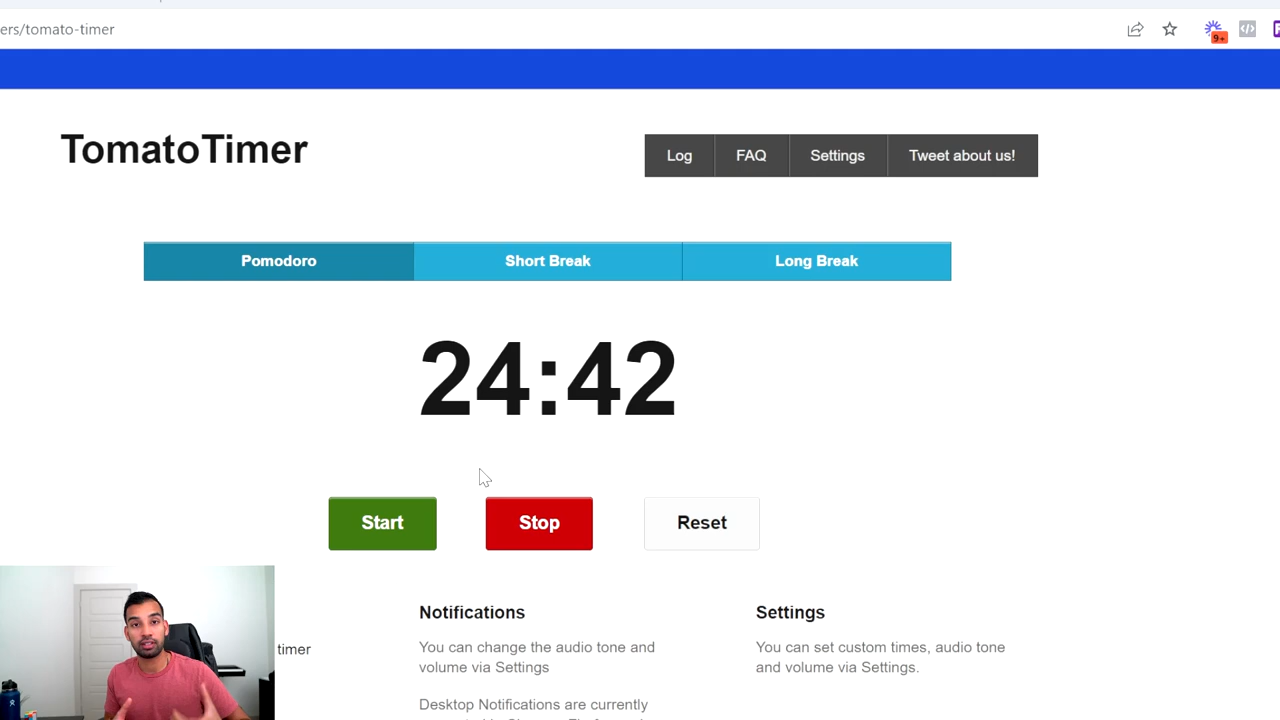 ers/tomato-timer
9+
TomatoTimer
Log FAQ Settings Tweet about us!
Pomodoro Short Break Long Break
24:42
Start Stop Reset
timer
Notifications
You can change the audio tone and
volume via Settings
Desktop Notifications are currently
Settings
You can set custom times, audio tone
and volume via Settings.